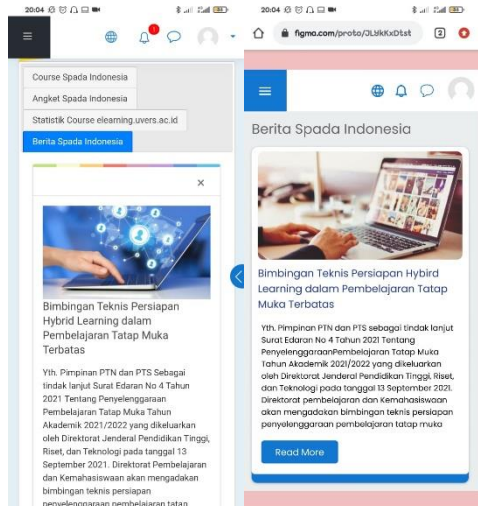 20:04
Course Spada Indonesia
Angket Spada Indonesia
Statistik Course elearning.uvers.ac.id
Berita Spada Indonesia
×
Bimbingan Teknis Persiapan
Hybrid Learning dalam
Pembelajaran Tatap Muka
Terbatas
Yth. Pimpinan PTN dan PTS Sebagai
tindak lanjut Surat Edaran No 4 Tahun
2021 Tentang Penyelenggaraan
Pembelajaran Tatap Muka Tahun
Akademik 2021/2022 yang dikeluarkan
oleh Direktorat Jenderal Pendidikan Tinggi,
Riset, dan Teknologi pada tanggal 13
September 2021. Direktorat Pembelajaran
dan Kemahasiswaan akan mengadakan
bimbingan teknis persiapan
penyelenggaraan pembelajaran tatap
20:04
figma.com/proto/JLYkKxDtst
2
Berita Spada Indonesia
Bimbingan Teknis Persiapan Hybird
Learning dalam Pembelajaran Tatap
Muka Terbatas
Yth. Pimpinan PTN dan PTS sebagai tindak lanjut
Surat Edaran No 4 Tahun 2021 Tentang
PenyelenggaraanPembelajaran Tatap Muka
Tahun Akademik 2021/2022 yang dikeluarkan
oleh Direktorat Jenderal Pendidikan Tinggi, Riset,
dan Teknologi pada tanggal 13 September 2021.
Direktorat pembelajaran dan Kemahasiswaan
akan mengadakan bimbingan teknis persiapan
penyelenggaraan pembelajaran tatap muka
Read More